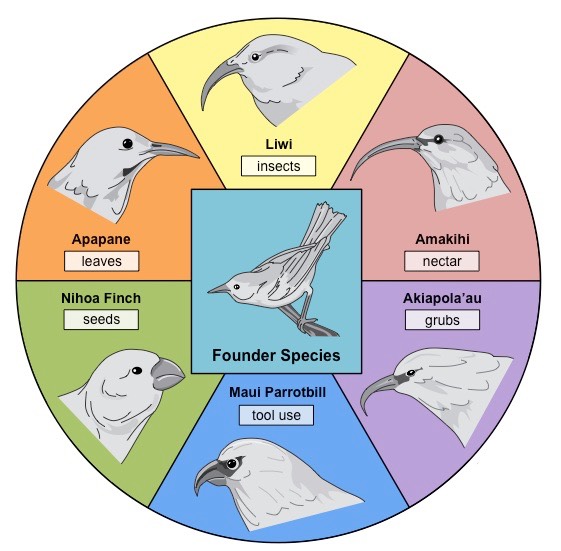 Liwi
insects
Apapane
leaves
Amakihi
nectar
Nihoa Finch
seeds
Akiapola'au
grubs
Founder Species
Maui Parrotbill
tool use